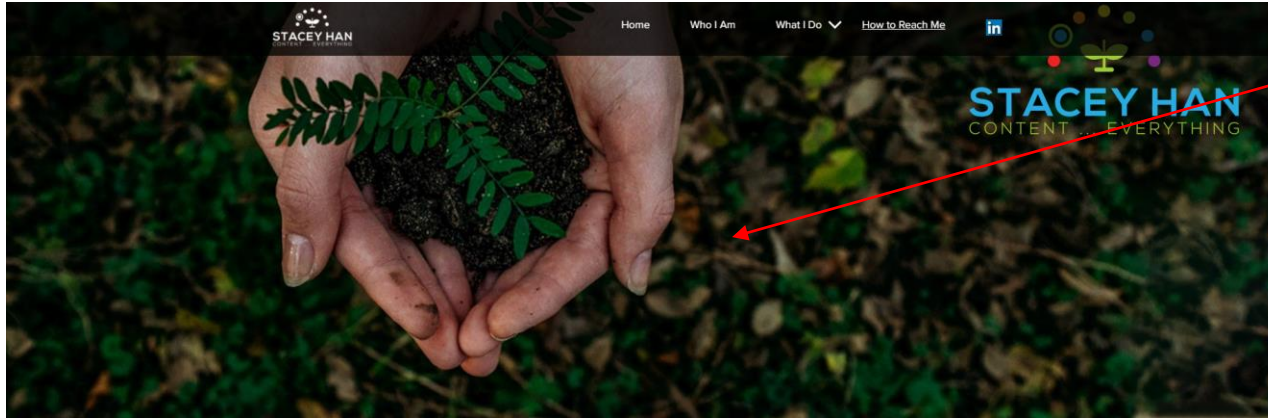 STACEY HAN
CONTENT ... EVERYTHING
Home
Who I Am
What I Do
How to Reach Me
in
STACEY HAN
CONTENT ... EVERYTHING